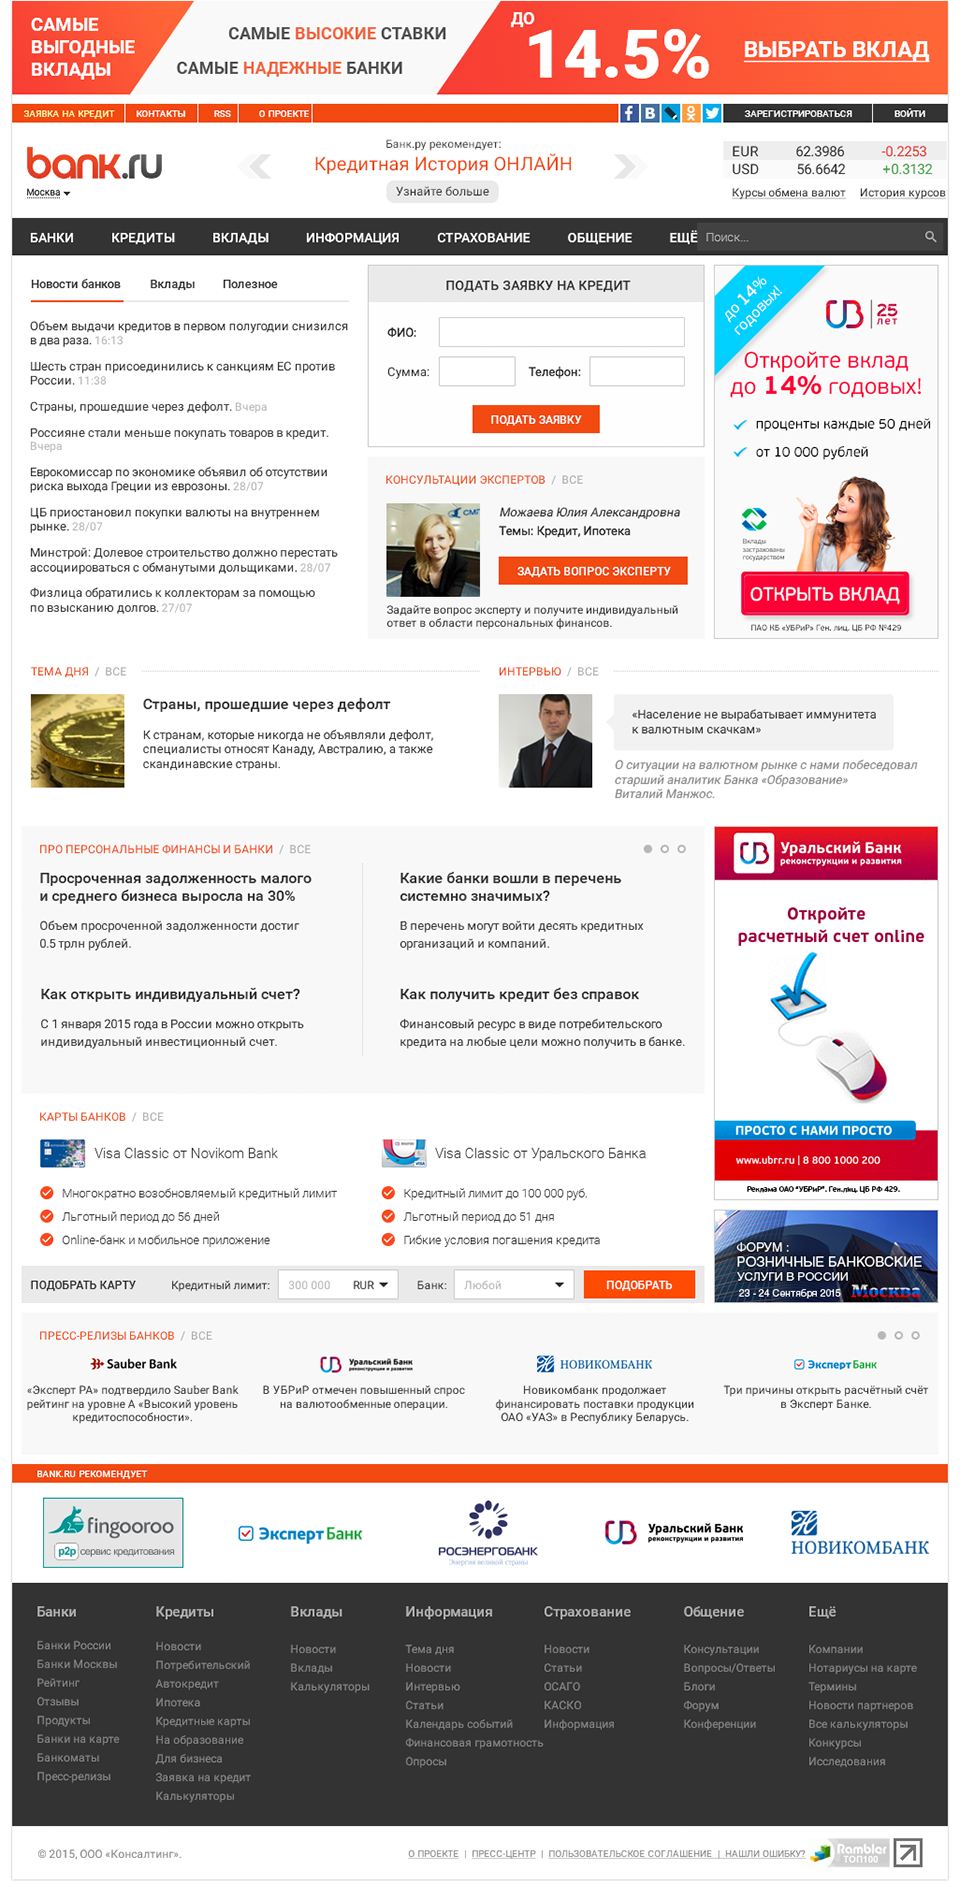 САМЫЕ
ВЫГОДНЫЕ
ВКЛАДЫ
САМЫЕ ВЫСОКИЕ СТАВКИ
САМЫЕ НАДЕЖНЫЕ БАНКИ
ДО
14.5%
ВЫБРАТЬ ВКЛАД
ЗАЯВКА НА КРЕДИТ КОНТАКТЫ RSS О ПРОЕКТЕ
ЗАРЕГИСТРИРОВАТЬСЯ ВОЙТИ
bank.ru
Москва
Банк.ру рекомендует:
Кредитная История ОНЛАЙН
Узнайте больше
EUR 62.3986 -0.2253
USD 56.6642 +0.3132
Курсы обмена валют История курсов
БАНКИ КРЕДИТЫ ВКЛАДЫ ИНФОРМАЦИЯ СТРАХОВАНИЕ ОБЩЕНИЕ ЕЩЁ Поиск...
Новости банков Вклады Полезное
Объем выдачи кредитов в первом полугодии снизился
в два раза. 16:13
Шесть стран присоединились к санкциям ЕС против
России. 11:38
Страны, прошедшие через дефолт. Вчера
Россияне стали меньше покупать товаров в кредит.
Вчера
Еврокомиссар по экономике объявил об отсутствии
риска выхода Греции из еврозоны. 28/07
ЦБ приостановил покупки валюты на внутреннем
рынке. 28/07
Минстрой: Долевое строительство должно перестать
ассоциироваться с обманутыми дольщиками. 28/07
Физлица обратились к коллекторам за помощью
по взысканию долгов. 27/07
ПОДАТЬ ЗАЯВКУ НА КРЕДИТ
ФИО:
Сумма: Телефон:
ПОДАТЬ ЗАЯВКУ
КОНСУЛЬТАЦИИ ЭКСПЕРТОВ / ВСЕ
Можаева Юлия Александровна
Темы: Кредит, Ипотека
ЗАДАТЬ ВОПРОС ЭКСПЕРТУ
Задайте вопрос эксперту и получите индивидуальный
ответ в области персональных финансов.
до 14%
годовых!
UB 25
лет
Откройте вклад
до 14% годовых!
проценты каждые 50 дней
от 10 000 рублей
Вклады
застрахованы
государством
ОТКРЫТЬ ВКЛАД
ПАО КБ «УБРиР» Ген. лиц. ЦБ РФ №429
ТЕМА ДНЯ / ВСЕ
Страны, прошедшие через дефолт
К странам, которые никогда не объявляли дефолт,
специалисты относят Канаду, Австралию, а также
скандинавские страны.
ИНТЕРВЬЮ / ВСЕ
«Население не вырабатывает иммунитета
к валютным скачкам»
О ситуации на валютном рынке с нами побеседовал
старший аналитик Банка «Образование»
Виталий Манжос.
ПРО ПЕРСОНАЛЬНЫЕ ФИНАНСЫ И БАНКИ / ВСЕ
Просроченная задолженность малого
и среднего бизнеса выросла на 30%
Объем просроченной задолженности достиг
0.5 трлн рублей.
Какие банки вошли в перечень
системно значимых?
В перечень могут войти десять кредитных
организаций и компаний.
Как открыть индивидуальный счет?
С 1 января 2015 года в России можно открыть
индивидуальный инвестиционный счет.
Как получить кредит без справок
Финансовый ресурс в виде потребительского
кредита на любые цели можно получить в банке.
Уральский Банк
реконструкции и развития
Откройте
расчетный счет online
ПРОСТО С НАМИ ПРОСТО
www.ubrr.ru | 8 800 1000 200
Реклама ОАО "УБРиР". Ген.лиц. ЦБ РФ 429.
КАРТЫ БАНКОВ / ВСЕ
Visa Classic от Novikom Bank
Многократно возобновляемый кредитный лимит
Льготный период до 56 дней
Online-банк и мобильное приложение
Visa Classic от Уральского Банка
Кредитный лимит до 100 000 руб.
Льготный период до 51 дня
Гибкие условия погашения кредита
ПОДОБРАТЬ КАРТУ Кредитный лимит: 300 000 RUR Банк: Любой ПОДОБРАТЬ
ФОРУМ :
РОЗНИЧНЫЕ БАНКОВСКИЕ
УСЛУГИ В РОССИИ
23 - 24 Сентября 2015 Москва
ПРЕСС-РЕЛИЗЫ БАНКОВ / ВСЕ
Sauber Bank
«Эксперт РА» подтвердило Sauber Bank
рейтинг на уровне А «Высокий уровень
кредитоспособности».
Уральский Банк
реконструкции и развития
В УБРиР отмечен повышенный спрос
на валютообменные операции.
НОВИКОМБАНК
Новикомбанк продолжает
финансировать поставки продукции
ОАО «УАЗ» в Республику Беларусь.
Эксперт Банк
Три причины открыть расчётный счёт
в Эксперт Банке.
BANK.RU РЕКОМЕНДУЕТ
fingooroo
p2p сервис кредитования
Эксперт Банк
РОСЭНЕРГОБАНК
Энергия великой страны
Уральский Банк
реконструкции и развития
НОВИКОМБАНК
Банки
Банки России
Банки Москвы
Рейтинг
Отзывы
Продукты
Банки на карте
Банкоматы
Пресс-релизы
Кредиты
Новости
Потребительский
Автокредит
Ипотека
Кредитные карты
На образование
Для бизнеса
Заявка на кредит
Калькуляторы
Вклады
Новости
Вклады
Калькуляторы
Информация
Тема дня
Новости
Интервью
Статьи
Календарь событий
Финансовая грамотность
Опросы
Страхование
Новости
Статьи
ОСАГО
КАСКО
Информация
Общение
Консультации
Вопросы/Ответы
Блоги
Форум
Конференции
Ещё
Компании
Нотариусы на карте
Термины
Новости партнеров
Все калькуляторы
Конкурсы
Исследования
© 2015, ООО «Консалтинг».
О ПРОЕКТЕ | ПРЕСС-ЦЕНТР | ПОЛЬЗОВАТЕЛЬСКОЕ СОГЛАШЕНИЕ | НАШЛИ ОШИБКУ?
Rambler
ТОП100